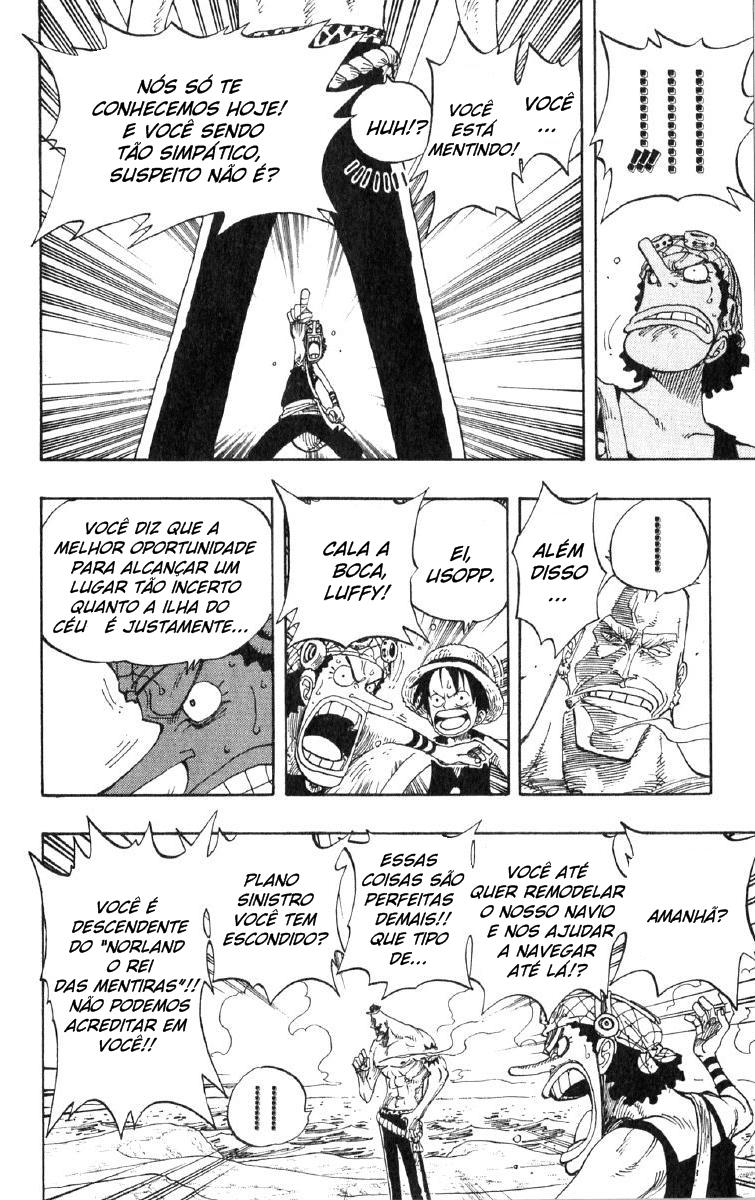 !!!
VOCÊ
...
VOCÊ
ESTÁ
MENTINDO!
HUH!?
NÓS SÓ TE
CONHECEMOS HOJE!
E VOCÊ SENDO
TÃO SIMPÁTICO,
SUSPEITO NÃO É?
!
ALÉM
DISSO
...
EI,
USOPP.
CALA A
BOCA,
LUFFY!
VOCÊ DIZ QUE A
MELHOR OPORTUNIDADE
PARA ALCANÇAR UM
LUGAR TÃO INCERTO
QUANTO A ILHA DO
CÉU É JUSTAMENTE...
AMANHÃ?
VOCÊ ATÉ
QUER REMODELAR
O NOSSO NAVIO
E NOS AJUDAR
A NAVEGAR
ATÉ LÁ!?
ESSAS
COISAS SÃO
PERFEITAS
DEMAIS!!
QUE TIPO
DE...
PLANO
SINISTRO
VOCÊ TEM
ESCONDIDO?
VOCÊ É
DESCENDENTE
DO "NORLAND
O REI
DAS MENTIRAS"!!
NÃO PODEMOS
ACREDITAR EM
VOCÊ!!
!!